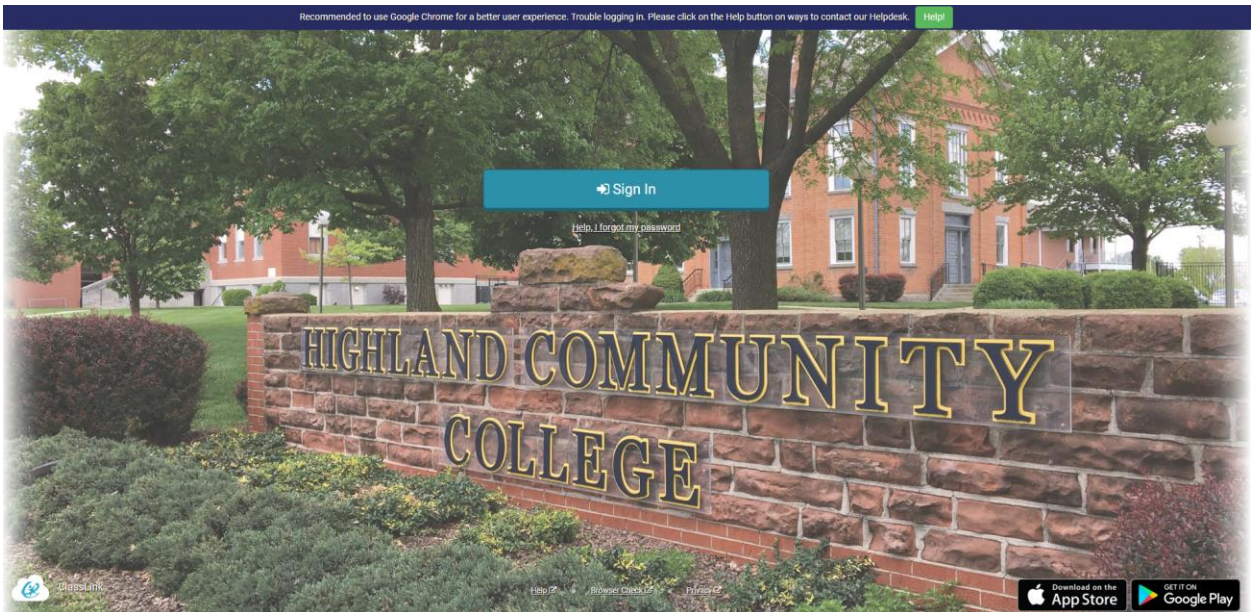 Recommended to use Google Chrome for a better user experience. Trouble logging in. Please click on the Help button on ways to contact our Helpdesk. Help!
Sign In
Help, I forgot my password
HIGHLAND COMMUNITY
COLLEGE
ClassLink
Help Browser Check Privacy
Download on the
App Store
GET IT ON
Google Play